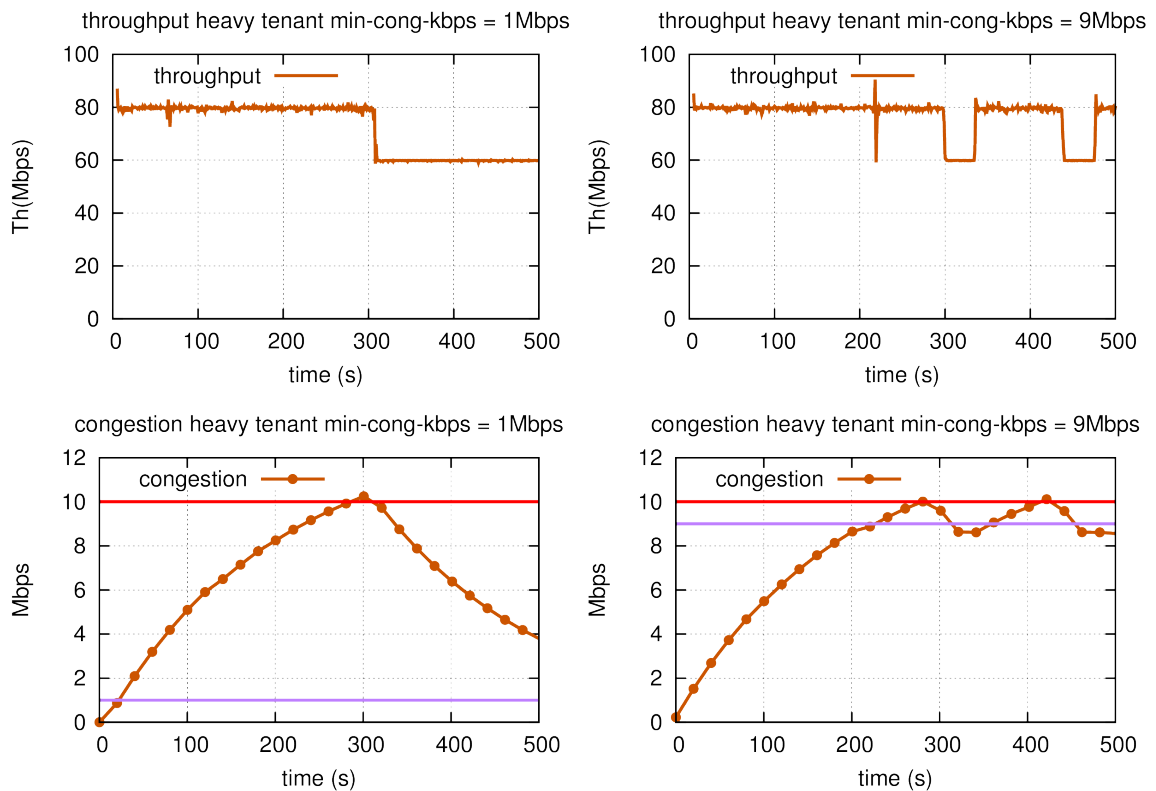 throughput heavy tenant min-cong-kbps = 1Mbps
100
80
60
40
20
0
Th(Mbps)
throughput
0 100 200 300 400 500
time (s)
throughput heavy tenant min-cong-kbps = 9Mbps
100
80
60
40
20
0
Th(Mbps)
throughput
0 100 200 300 400 500
time (s)
congestion heavy tenant min-cong-kbps = 1Mbps
12
10
8
6
4
2
0
Mbps
congestion
0 100 200 300 400 500
time (s)
congestion heavy tenant min-cong-kbps = 9Mbps
12
10
8
6
4
2
0
Mbps
congestion
0 100 200 300 400 500
time (s)